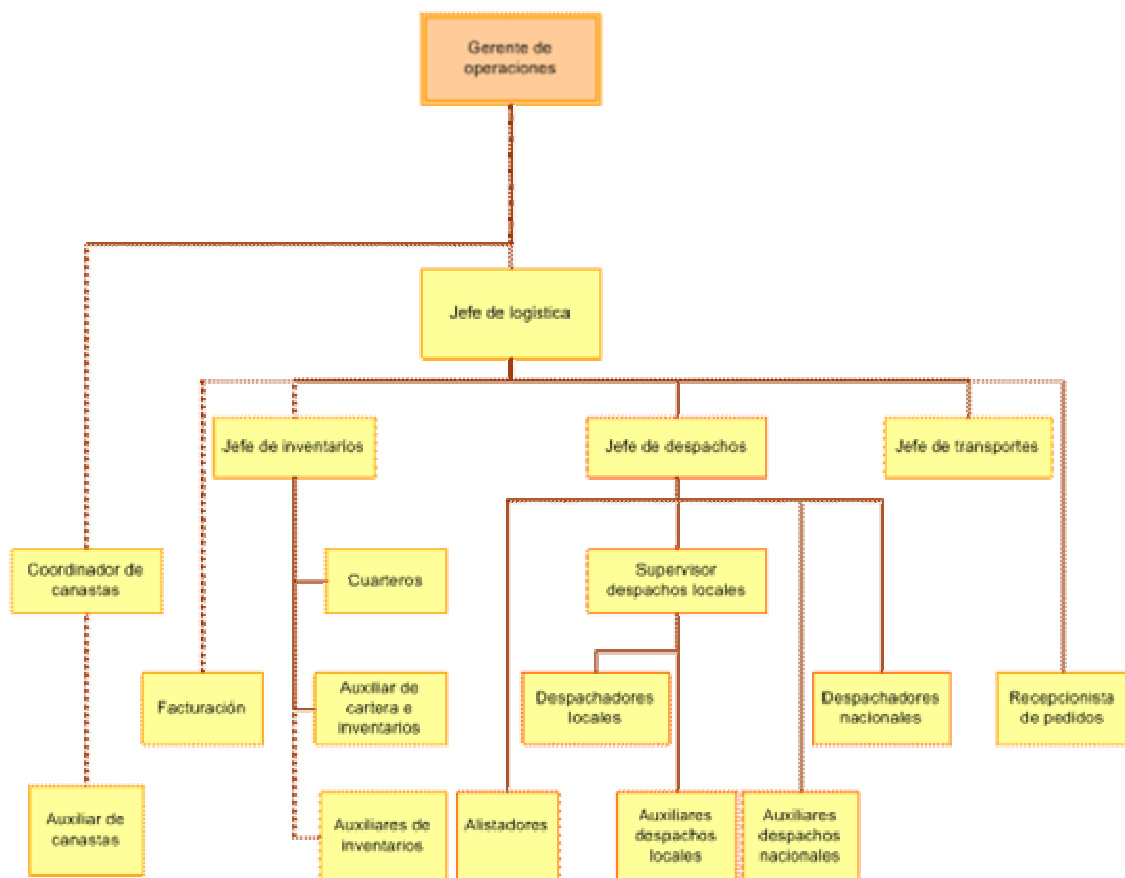 Gerente de
operaciones
Jefe de logística
Jefe de inventarios
Jefe de despachos
Jefe de transportes
Coordinador de
canastas
Cuarteros
Supervisor
despachos locales
Facturación
Auxiliar de
cartera e
inventarios
Despachadores
locales
Despachadores
nacionales
Recepcionista
de pedidos
Auxiliar de
canastas
Auxiliares de
inventarios
Alistadores
Auxiliares
despachos
locales
Auxiliares
despachos
nacionales